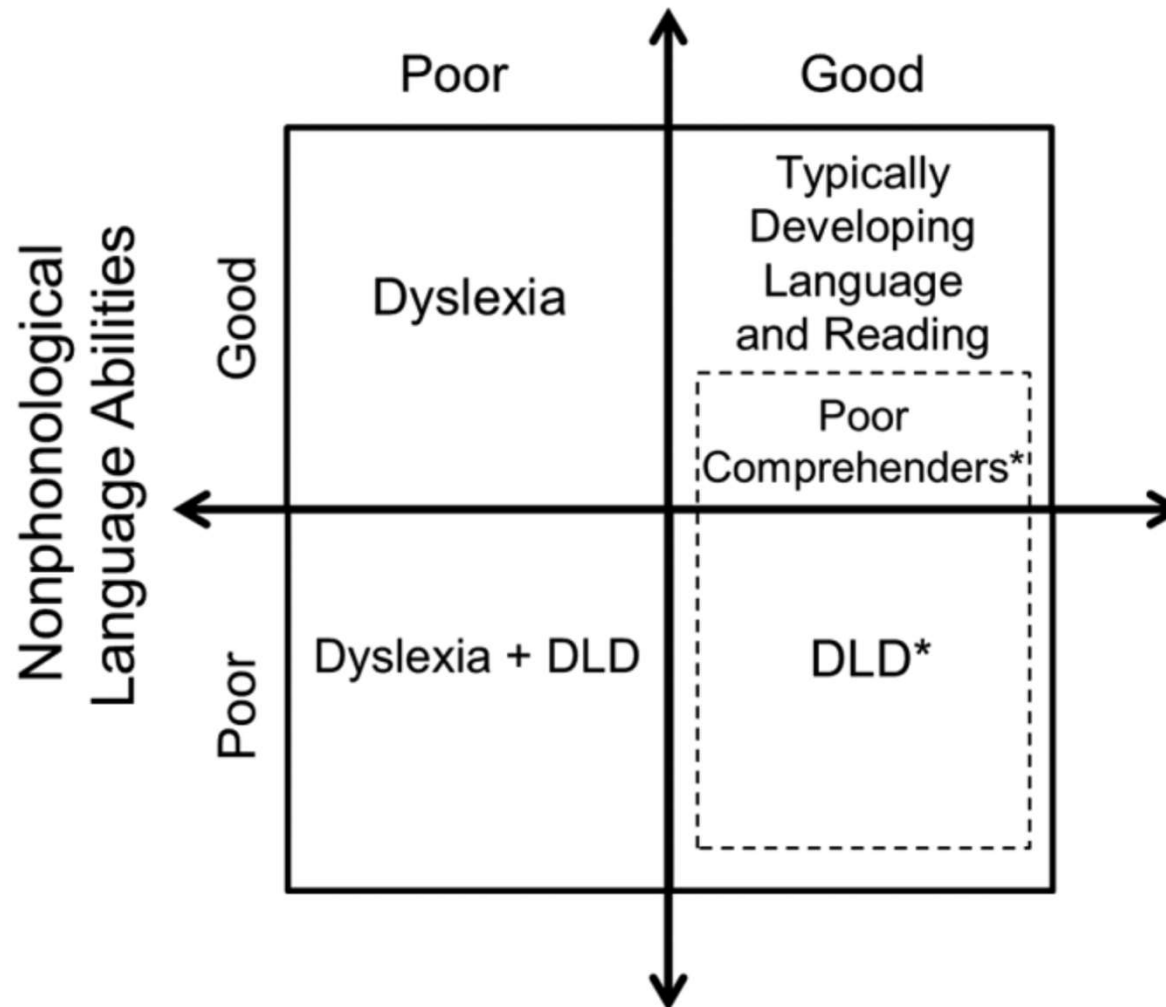 Poor
Good
Nonphonological
Language Abilities
Good
Poor
Dyslexia
Typically
Developing
Language
and Reading
Poor
Comprehenders*
Dyslexia + DLD
DLD*